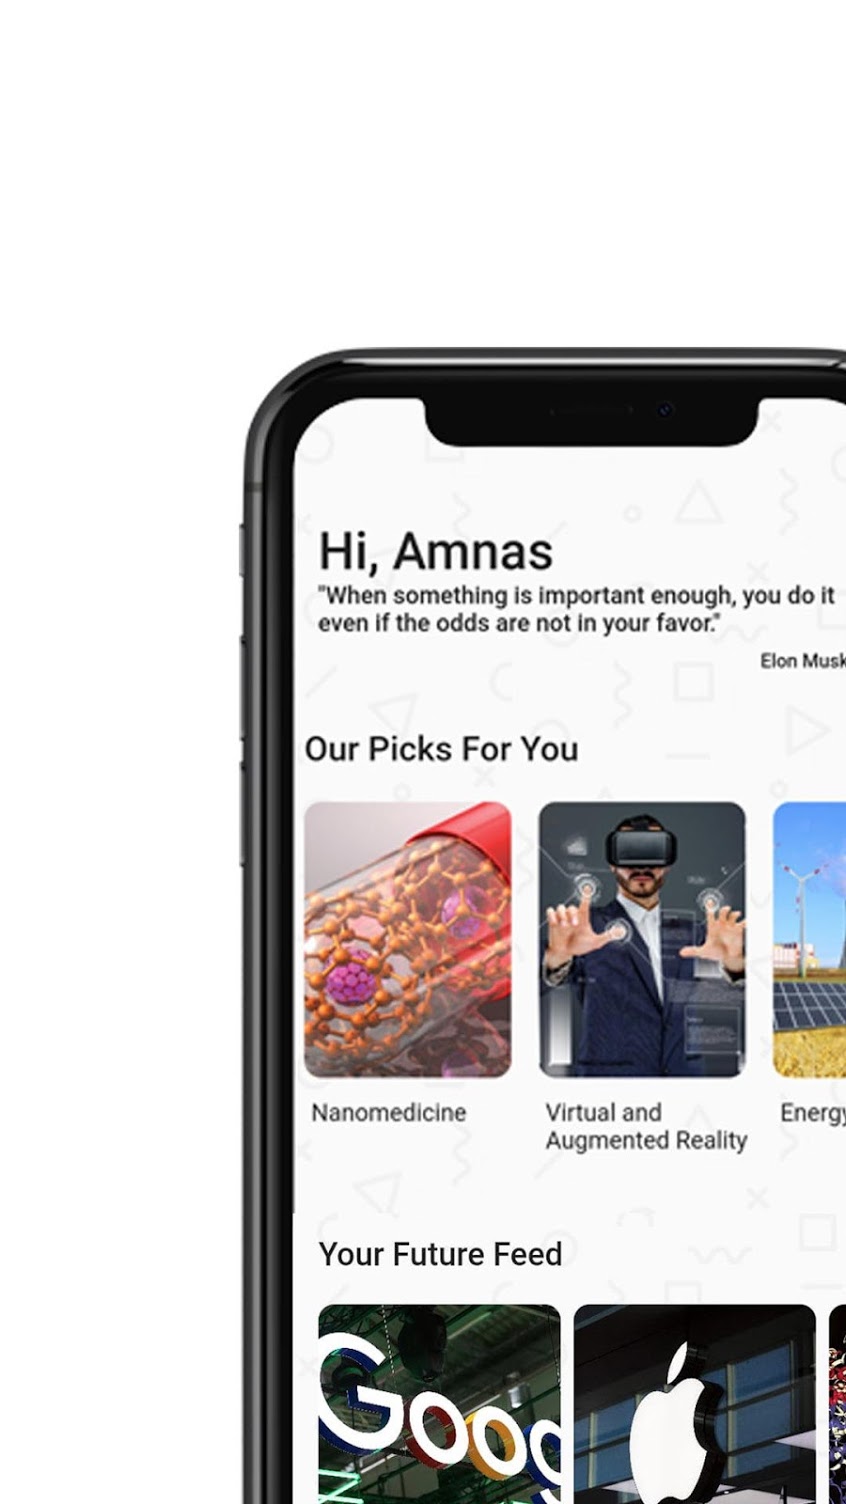 Hi, Amnas
"When something is important enough, you do it
even if the odds are not in your favor."
Elon Musk
Our Picks For You
Nanomedicine
Virtual and
Augmented Reality
Energy
Your Future Feed
Goog